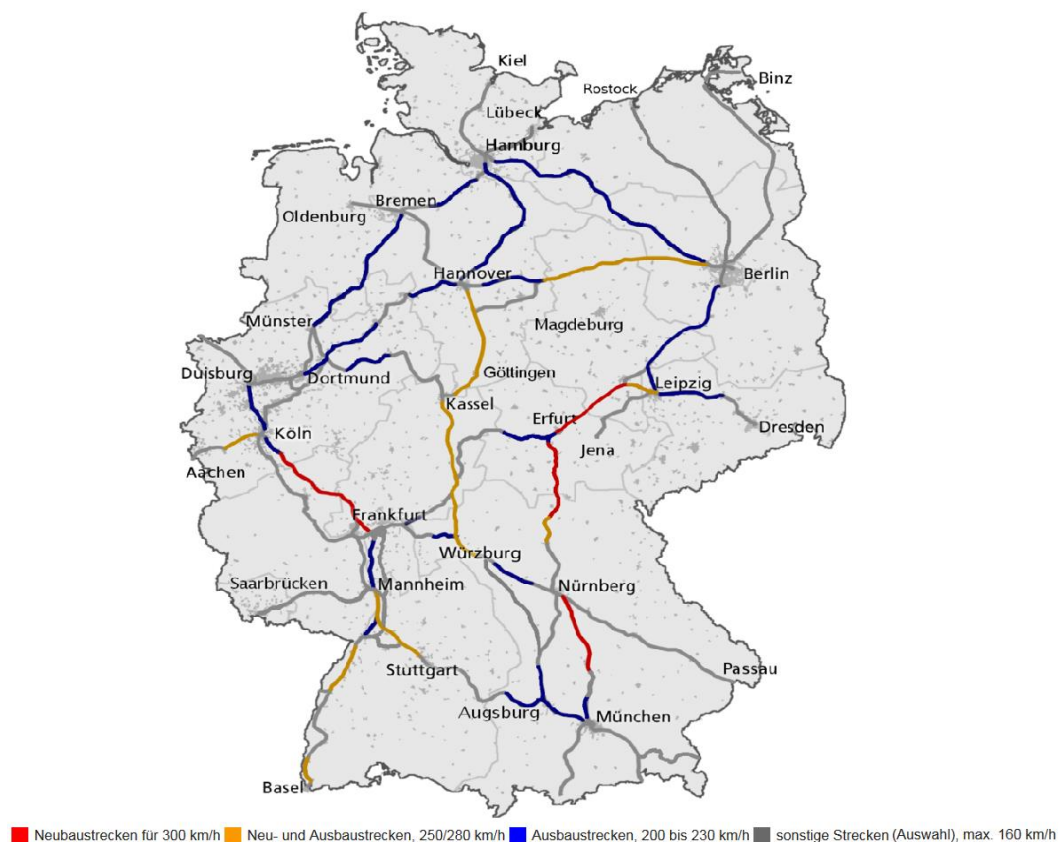 Kiel
Binz
Rostock
Lübeck
Hamburg
Bremen
Oldenburg
Hannover
Berlin
Münster
Magdeburg
Duisburg
Dortmund
Göttingen
Leipzig
Kassel
Erfurt
Köln
Jena
Dresden
Aachen
Frankfurt
Würzburg
Saarbrücken
Mannheim
Nürnberg
Stuttgart
Passau
Augsburg
München
Basel
Neubaustrecken für 300 km/h Neu- und Ausbaustrecken, 250/280 km/h Ausbaustrecken, 200 bis 230 km/h sonstige Strecken (Auswahl), max. 160 km/h